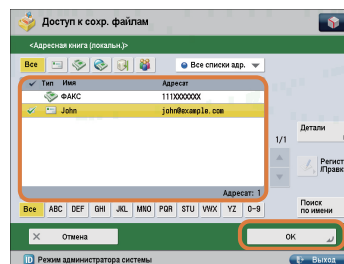 Доступ к сохр. файлам
<Адресная книга (локальн.)>
Все
Все списки адр.
Тип Имя Адресат
ФАКС 111XXXXXXX
John john@example.com
1/1
Детали
Регист
/Правк
Адресат: 1
Все ABC DEF GHI JKL MNO PQR STU VWX YZ 0-9
Поиск
по имени
Отмена
OK
Режим администратора системы
Выход